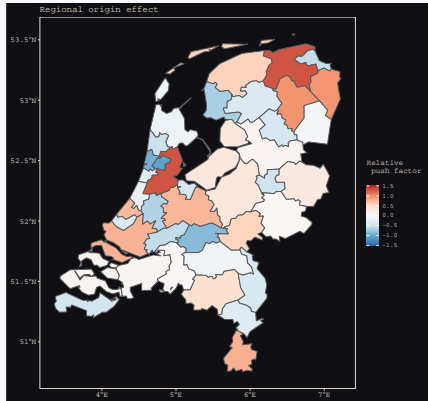 Regional origin effect
53.5°N
53°N
52.5°N
52°N
51.5°N
51°N
4°E
5°E
6°E
7°E
Relative
push factor
1.5
1.0
0.5
0.0
-0.5
-1.0
-1.5